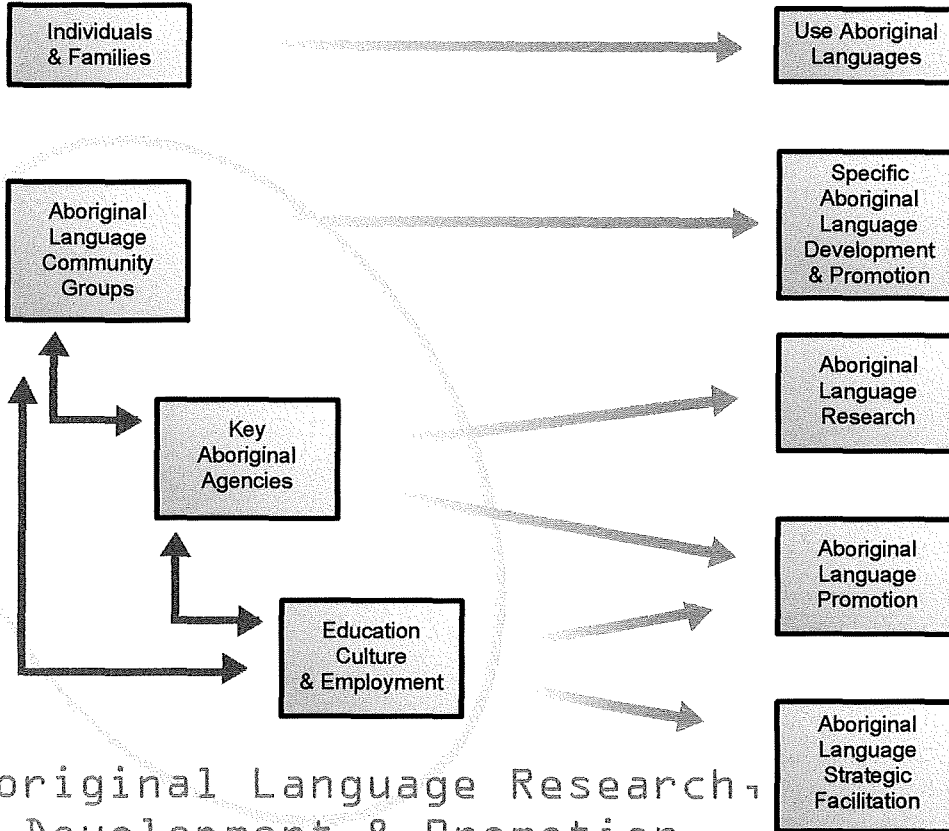 Individuals
& Families
Use Aboriginal
Languages
Aboriginal
Language
Community
Groups
Specific
Aboriginal
Language
Development
& Promotion
Key
Aboriginal
Agencies
Aboriginal
Language
Research
Education
Culture
& Employment
Aboriginal
Language
Promotion
Aboriginal
Language
Strategic
Facilitation
original Language Research,
Development & Promotion